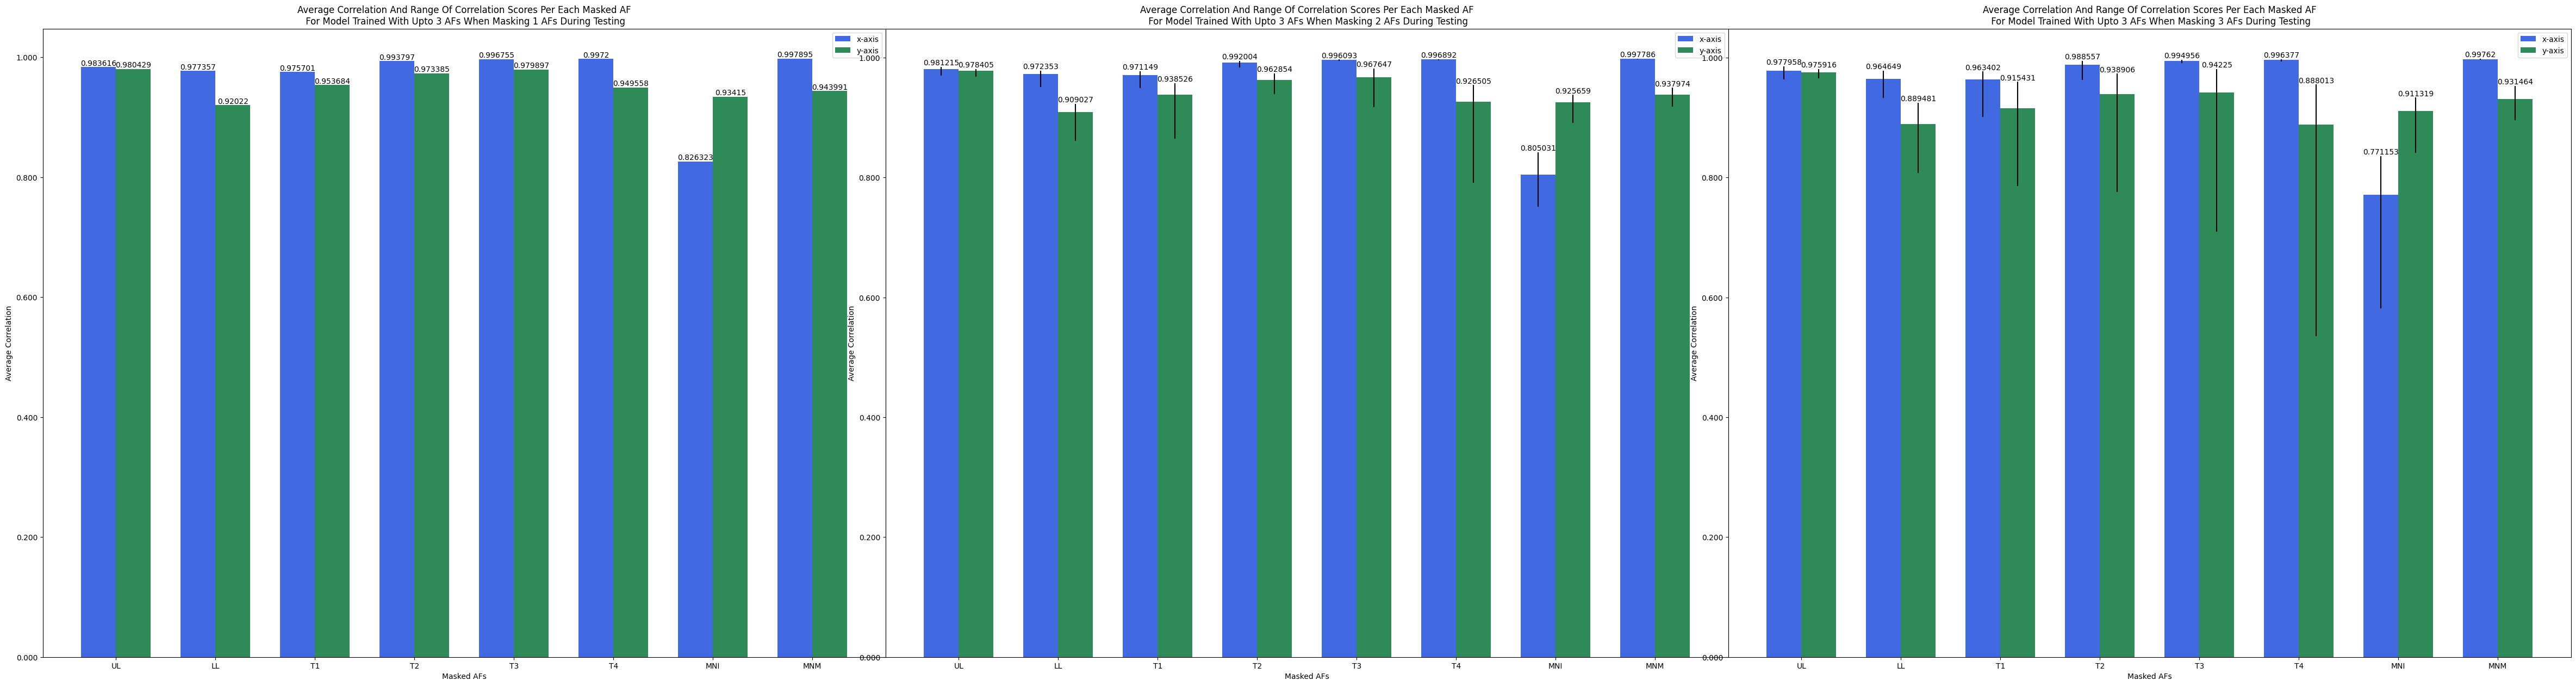 Average Correlation And Range Of Correlation Scores Per Each Masked AF
For Model Trained With Upto 3 AFs When Masking 1 AFs During Testing
x-axis
y-axis
1.000
0.800
0.600
0.400
0.200
0.000
Average Correlation
0.983616 0.980429 0.977357 0.92022 0.975701 0.953684 0.993797 0.973385 0.996755 0.979897 0.9972 0.949558 0.826323 0.93415 0.997895 0.943991
UL LL T1 T2 T3 T4 MNI MNM
Masked AFs
Average Correlation And Range Of Correlation Scores Per Each Masked AF
For Model Trained With Upto 3 AFs When Masking 2 AFs During Testing
x-axis
y-axis
1.000
0.800
0.600
0.400
0.200
0.000
Average Correlation
0.981215 0.978405 0.972353 0.909027 0.971149 0.938526 0.992004 0.962854 0.996093 0.967647 0.996892 0.926505 0.805031 0.925659 0.997786 0.937974
UL LL T1 T2 T3 T4 MNI MNM
Masked AFs
Average Correlation And Range Of Correlation Scores Per Each Masked AF
For Model Trained With Upto 3 AFs When Masking 3 AFs During Testing
x-axis
y-axis
1.000
0.800
0.600
0.400
0.200
0.000
Average Correlation
0.977958 0.975916 0.964649 0.889481 0.963402 0.915431 0.988557 0.938906 0.994956 0.94225 0.996377 0.888013 0.771153 0.911319 0.99762 0.931464
UL LL T1 T2 T3 T4 MNI MNM
Masked AFs